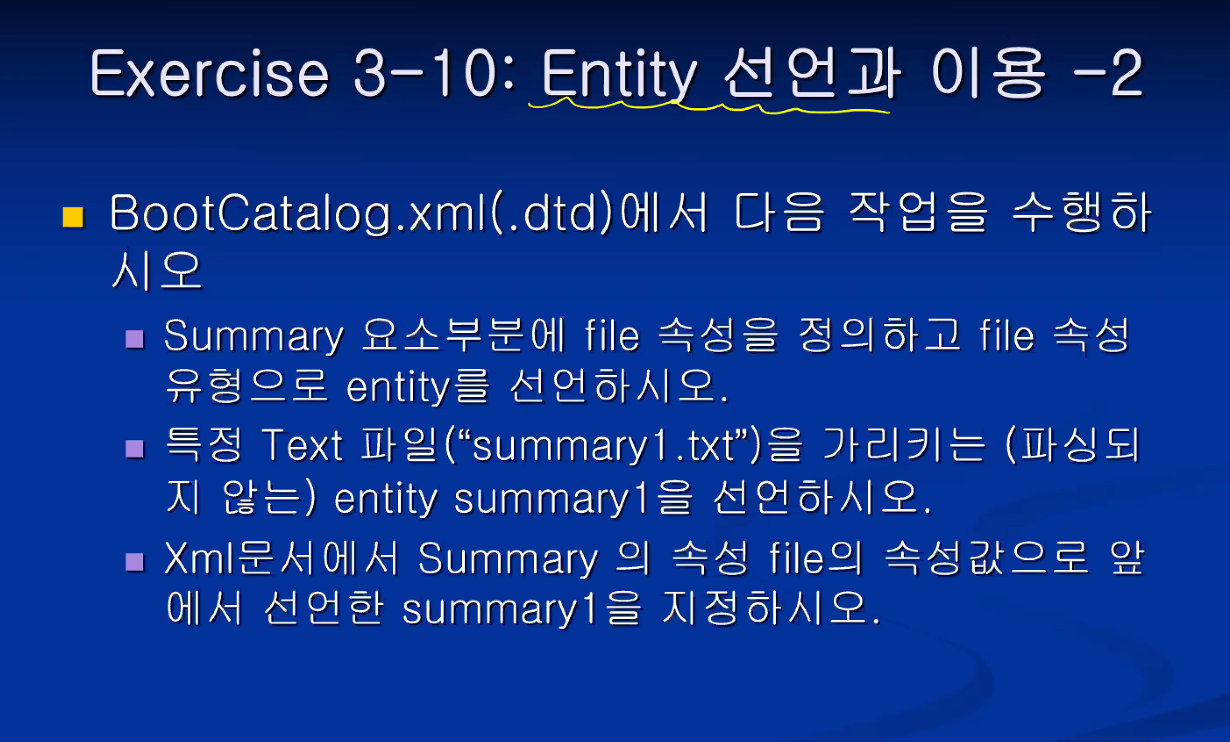 Exercise 3-10: Entity 선언과 이용 -2
BootCatalog.xml(.dtd)에서 다음 작업을 수행하
시오
Summary 요소부분에 file 속성을 정의하고 file 속성
유형으로 entity를 선언하시오.
특정 Text 파일(“summary1.txt”)을 가리키는 (파싱되
지 않는) entity summary1을 선언하시오.
Xml문서에서 Summary 의 속성 file의 속성값으로 앞
에서 선언한 summary1을 지정하시오.